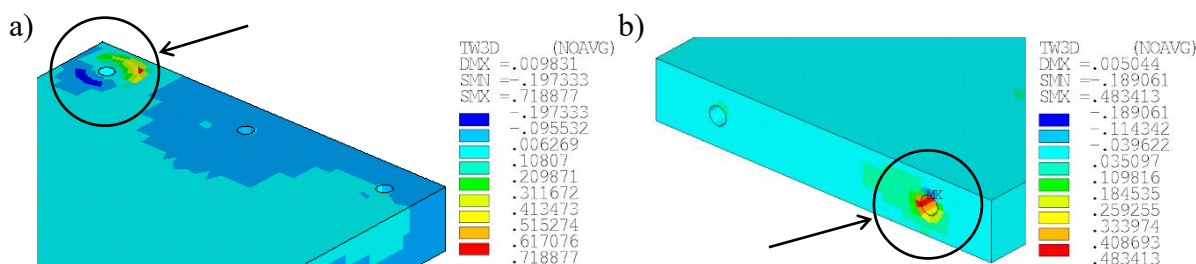 a)
TW3D (NOAVG)
DMX =.009831
SMN =-.197333
SMX =.718877
-.197333
-.095532
.006269
.10807
.209871
.311672
.413473
.515274
.617076
.718877
b)
MX
TW3D (NOAVG)
DMX =.005044
SMN =-.189061
SMX =.483413
-.189061
-.114342
-.039622
.035097
.109816
.184535
.259255
.333974
.408693
.483413